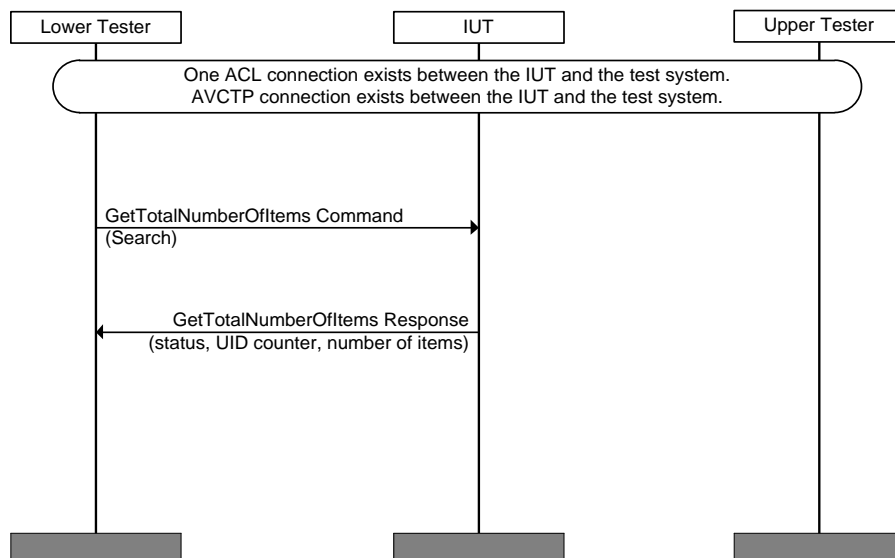 Lower Tester
IUT
Upper Tester
One ACL connection exists between the IUT and the test system.
AVCTP connection exists between the IUT and the test system.
GetTotalNumberOfItems Command
(Search)
GetTotalNumberOfItems Response
(status, UID counter, number of items)